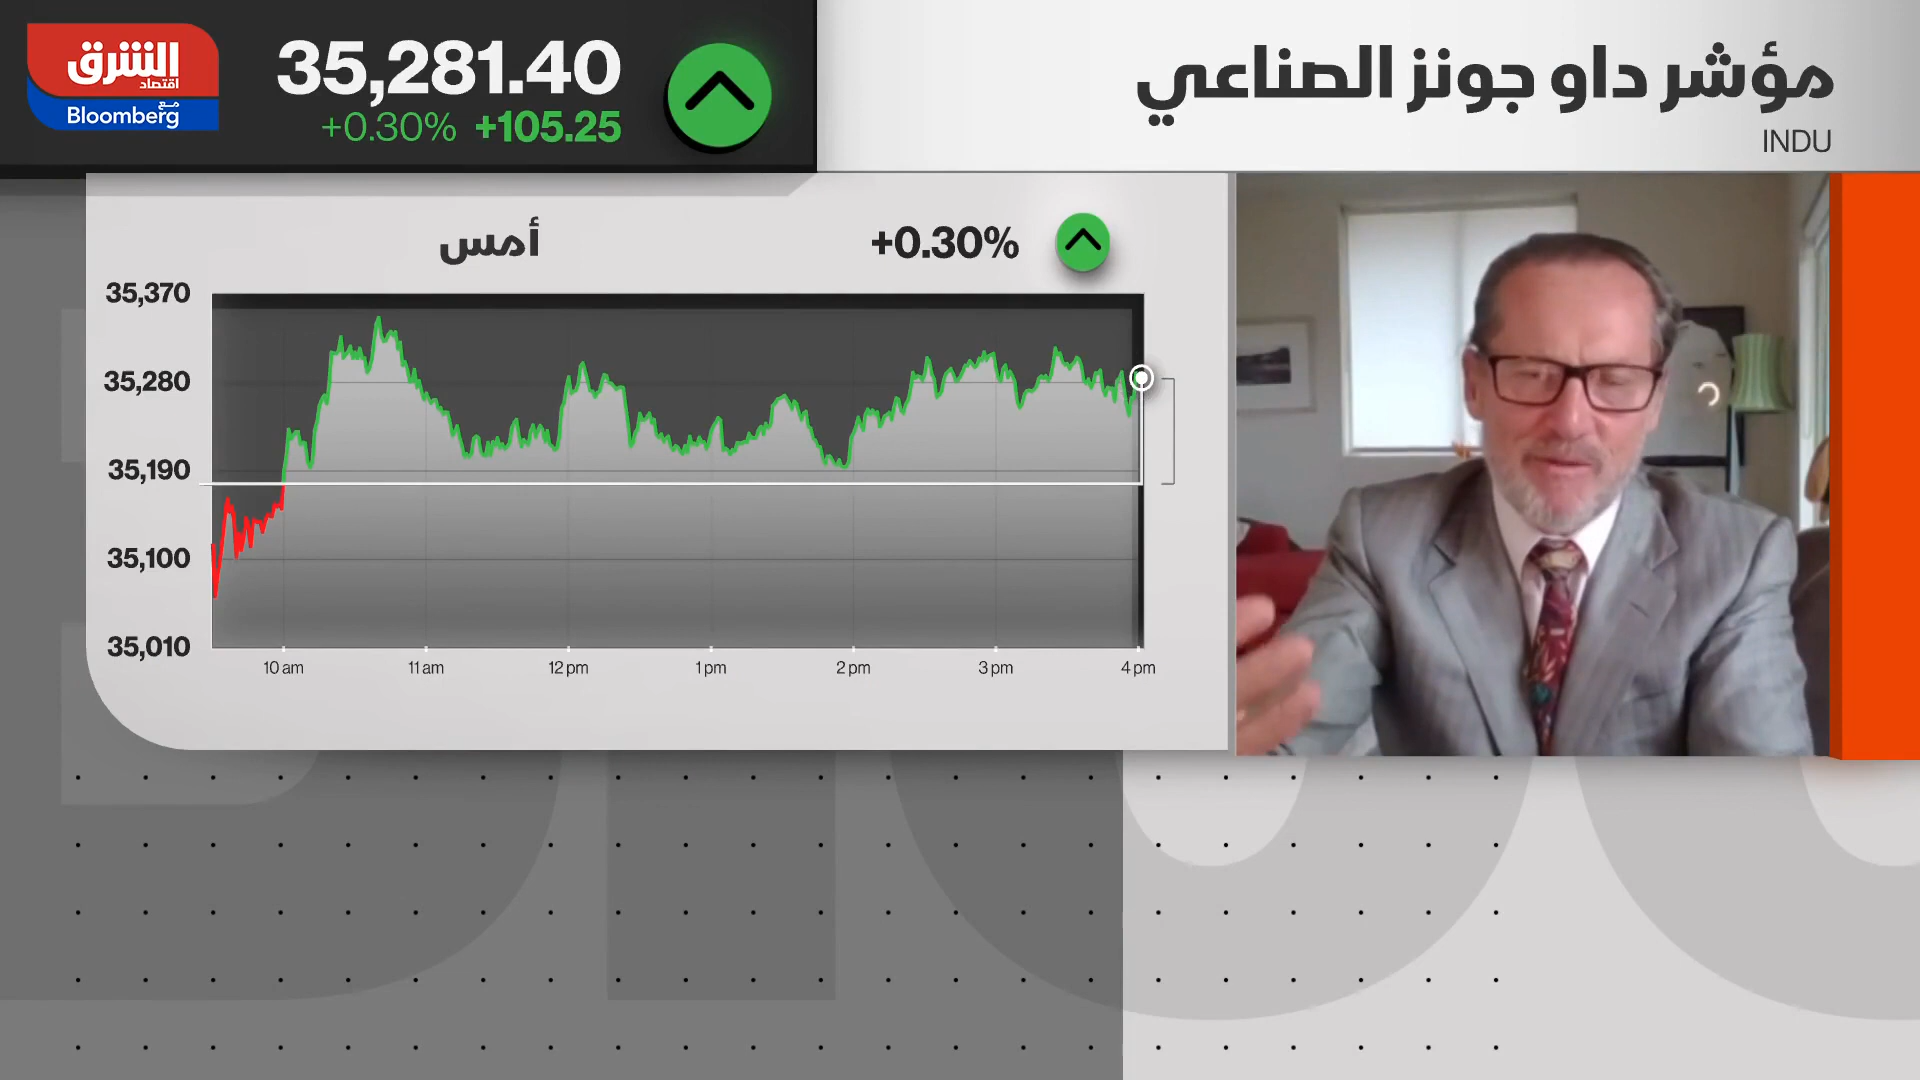 الشرق
اقتصاد
مع
Bloomberg
35,281.40
+0.30% +105.25
مؤشر داو جونز الصناعي
INDU
أمس
+0.30%
35,370
35,280
35,190
35,100
35,010
10 am 11 am 12 pm 1 pm 2 pm 3 pm 4 pm